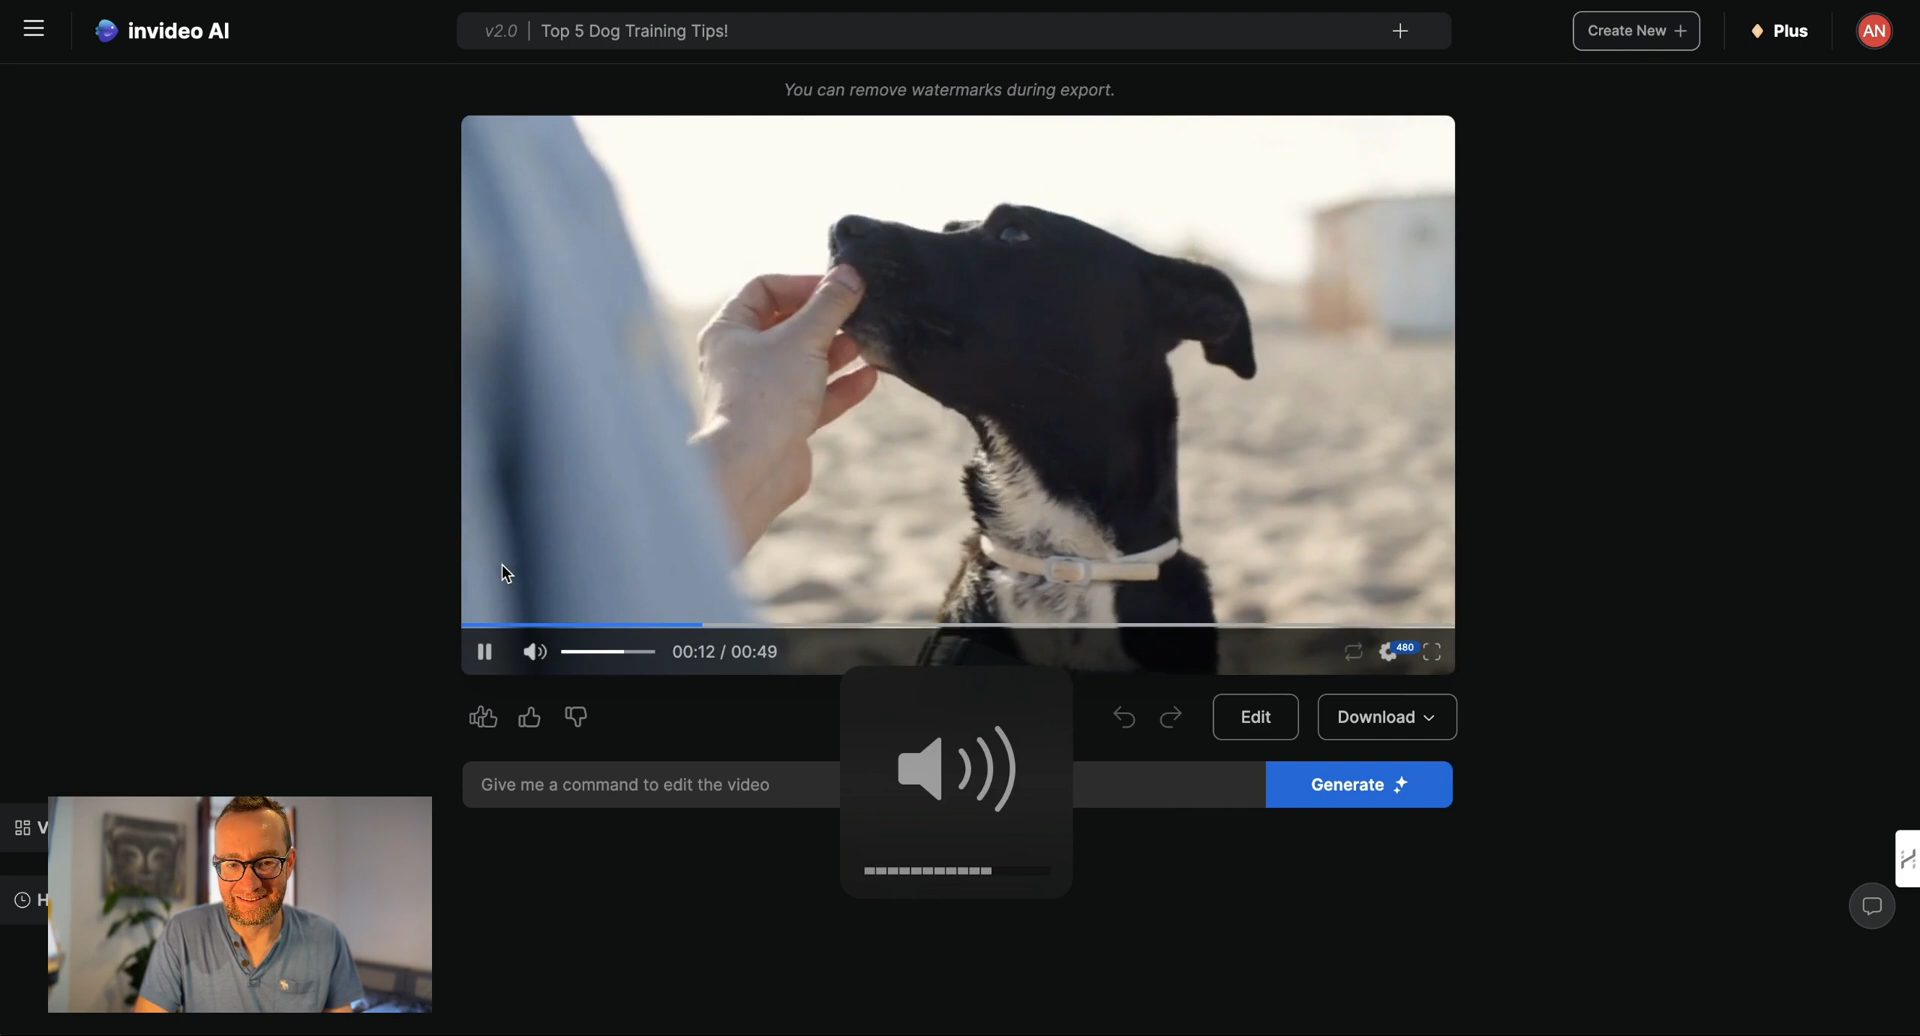 invideo AI
v2.0 | Top 5 Dog Training Tips!
Create New
Plus
AN
You can remove watermarks during export.
00:12 / 00:49
480
Edit
Download
Give me a command to edit the video
Generate
V
H